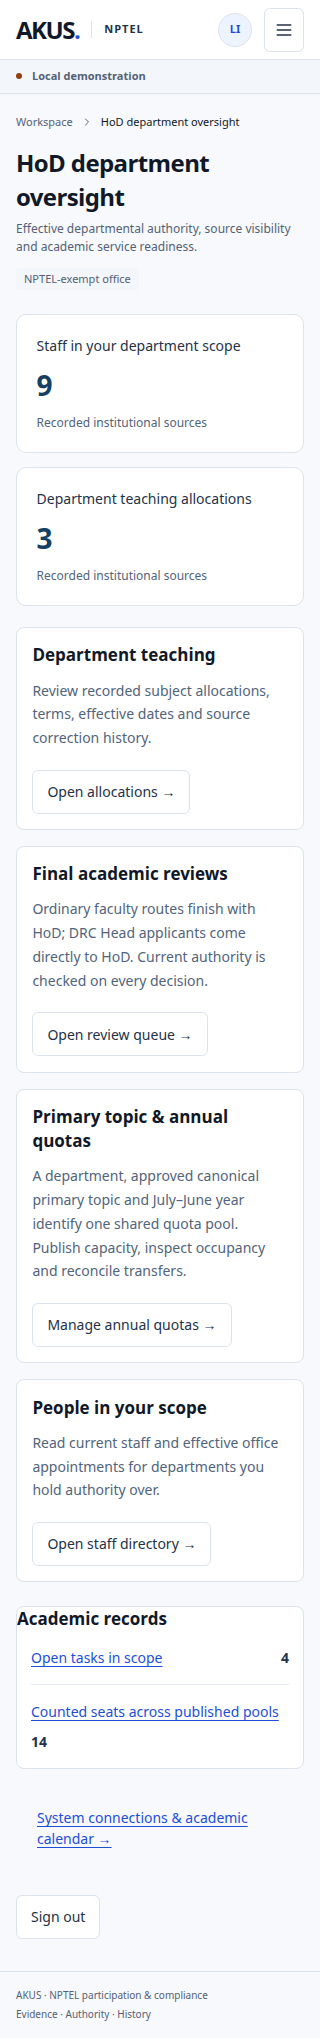 AKUS. NPTEL LI
Local demonstration
Workspace > HoD department oversight
HoD department
oversight
Effective departmental authority, source visibility
and academic service readiness.
NPTEL-exempt office
Staff in your department scope
9
Recorded institutional sources
Department teaching allocations
3
Recorded institutional sources
Department teaching
Review recorded subject allocations,
terms, effective dates and source
correction history.
Open allocations →
Final academic reviews
Ordinary faculty routes finish with
HoD; DRC Head applicants come
directly to HoD. Current authority is
checked on every decision.
Open review queue →
Primary topic & annual
quotas
A department, approved canonical
primary topic and July–June year
identify one shared quota pool.
Publish capacity, inspect occupancy
and reconcile transfers.
Manage annual quotas →
People in your scope
Read current staff and effective office
appointments for departments you
hold authority over.
Open staff directory →
Academic records
Open tasks in scope 4
Counted seats across published pools
14
System connections & academic
calendar →
Sign out
AKUS · NPTEL participation & compliance
Evidence · Authority · History